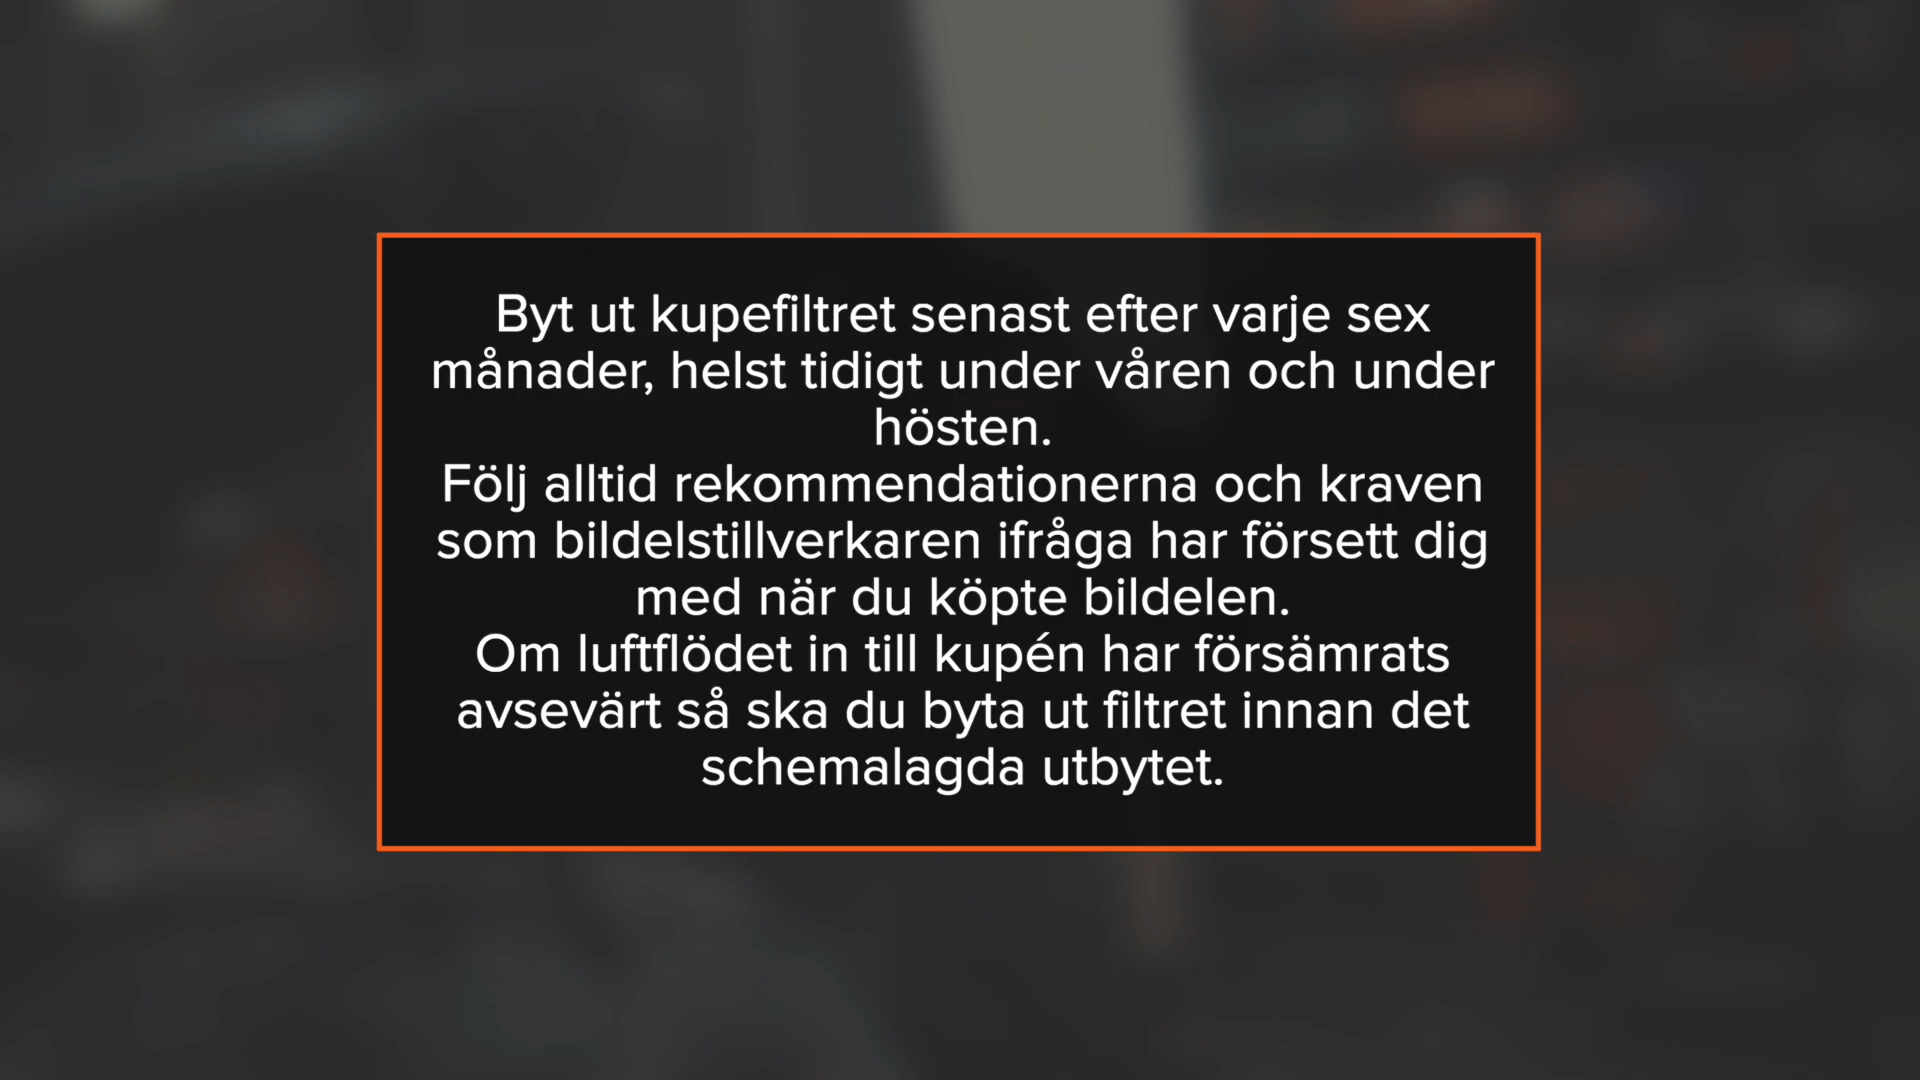 Byt ut kupefiltret senast efter varje sex
månader, helst tidigt under våren och under
hösten.
Följ alltid rekommendationerna och kraven
som bildelstillverkaren ifråga har försett dig
med när du köpte bildelen.
Om luftflödet in till kupén har försämrats
avsevärt så ska du byta ut filtret innan det
schemalagda utbytet.